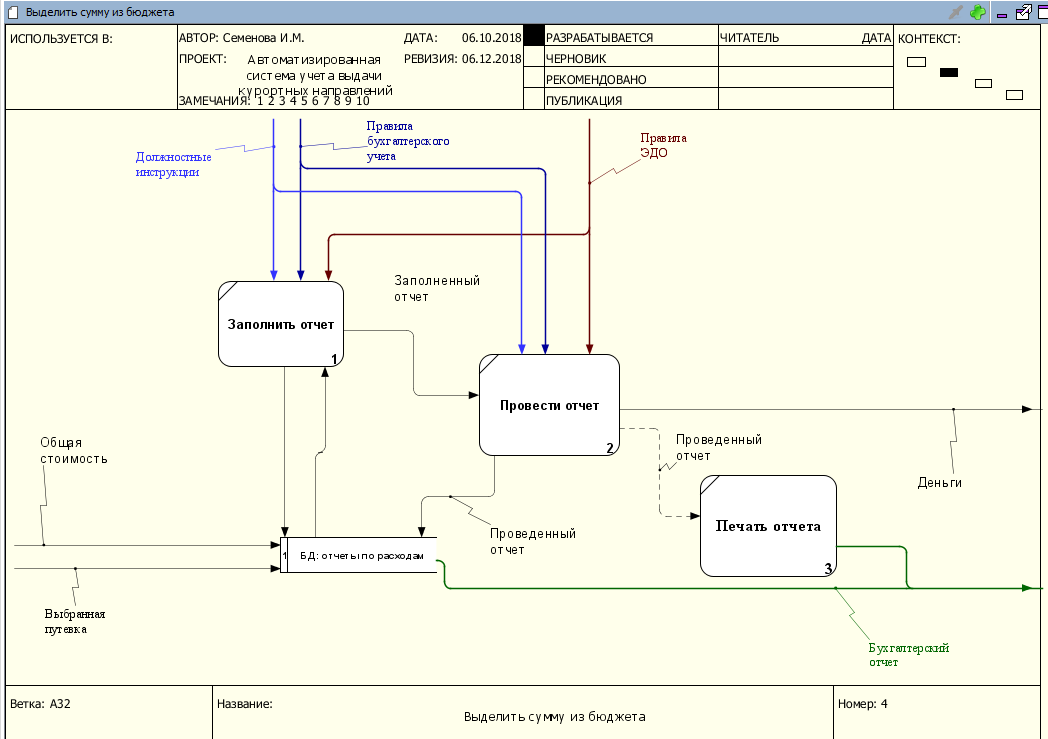 Выделить сумму из бюджета
ИСПОЛЬЗУЕТСЯ В:
АВТОР: Семенова И.М.
ДАТА: 06.10.2018
РАЗРАБАТЫВАЕТСЯ
ЧИТАТЕЛЬ ДАТА
КОНТЕКСТ:
ПРОЕКТ: Автоматизированная
система учета выдачи
курортных направлений
РЕВИЗИЯ: 06.12.2018
ЧЕРНОВИК
РЕКОМЕНДОВАНО
ЗАМЕЧАНИЯ: 1 2 3 4 5 6 7 8 9 10
ПУБЛИКАЦИЯ
Правила
бухгалтерского
учета
Правила
ЭДО
Должностные
инструкции
Заполненный
отчет
Заполнить отчет
1
Провести отчет
2
Общая
стоимость
Проведенный
отчет
Деньги
Печать отчета
3
Проведенный
отчет
1 БД: отчеты по расходам
Выбранная
путевка
Бухгалтерский
отчет
Ветка: A32
Название:
Выделить сумму из бюджета
Номер: 4